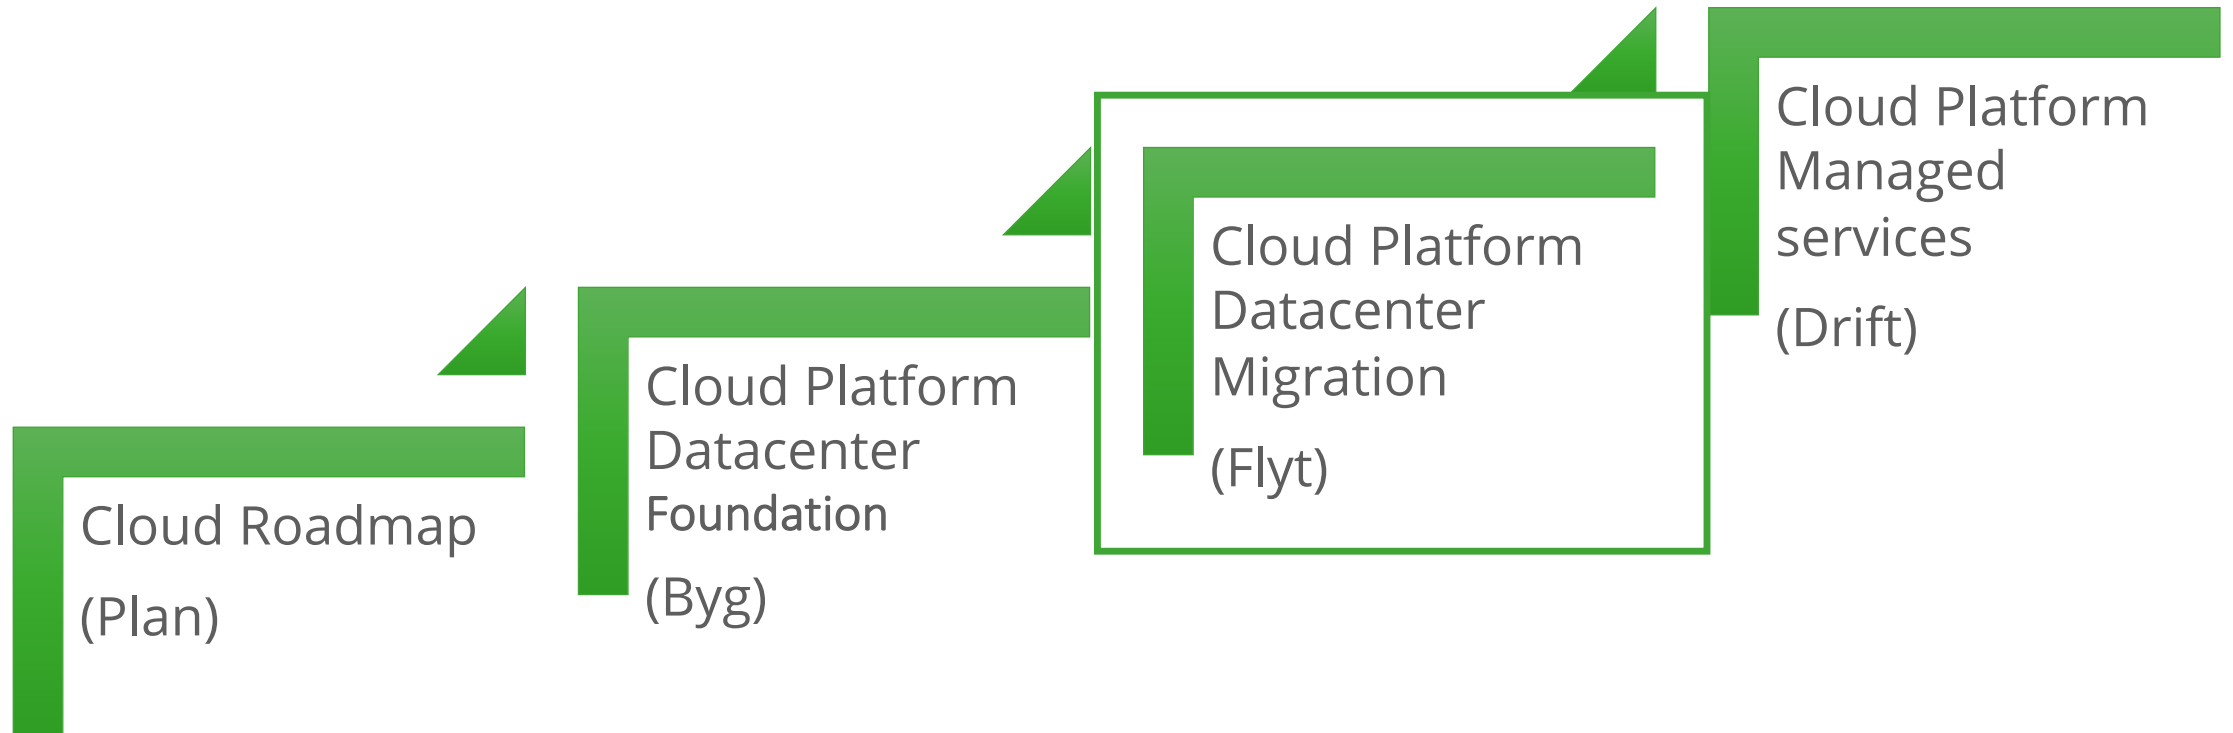 Cloud Roadmap
(Plan)
Cloud Platform
Datacenter
Foundation
(Byg)
Cloud Platform
Datacenter
Migration
(Flyt)
Cloud Platform
Managed
services
(Drift)